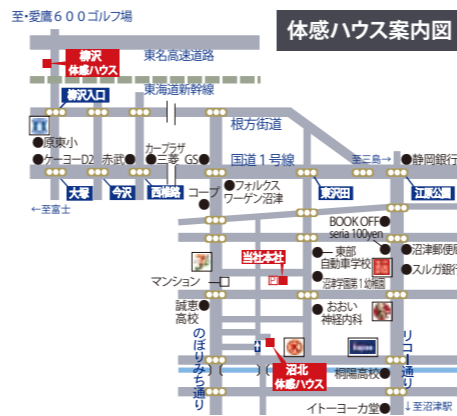 至・愛鷹６００ゴルフ場
体感ハウス案内図
柳沢
体感ハウス
東名高速道路
東海道新幹線
柳沢入口
根方街道
原東小
ケーヨーD2
赤武
カープラザ
三菱
GS
国道１号線
至三島→
静岡銀行
大塚
今沢
西椎路
コープ
フォルクス
ワーゲン沼津
東沢田
江原公園
←至富士
BOOK OFF
seria 100yen
当社本社
P
東部
自動車学校
沼津学園第1幼稚園
沼津郵便局
スルガ銀行
マンション
誠恵
高校
おおい
神経内科
のぼりみち通り
リコー通り
沼北
体感ハウス
桐陽高校
イトーヨーカ堂
↓至沼津駅